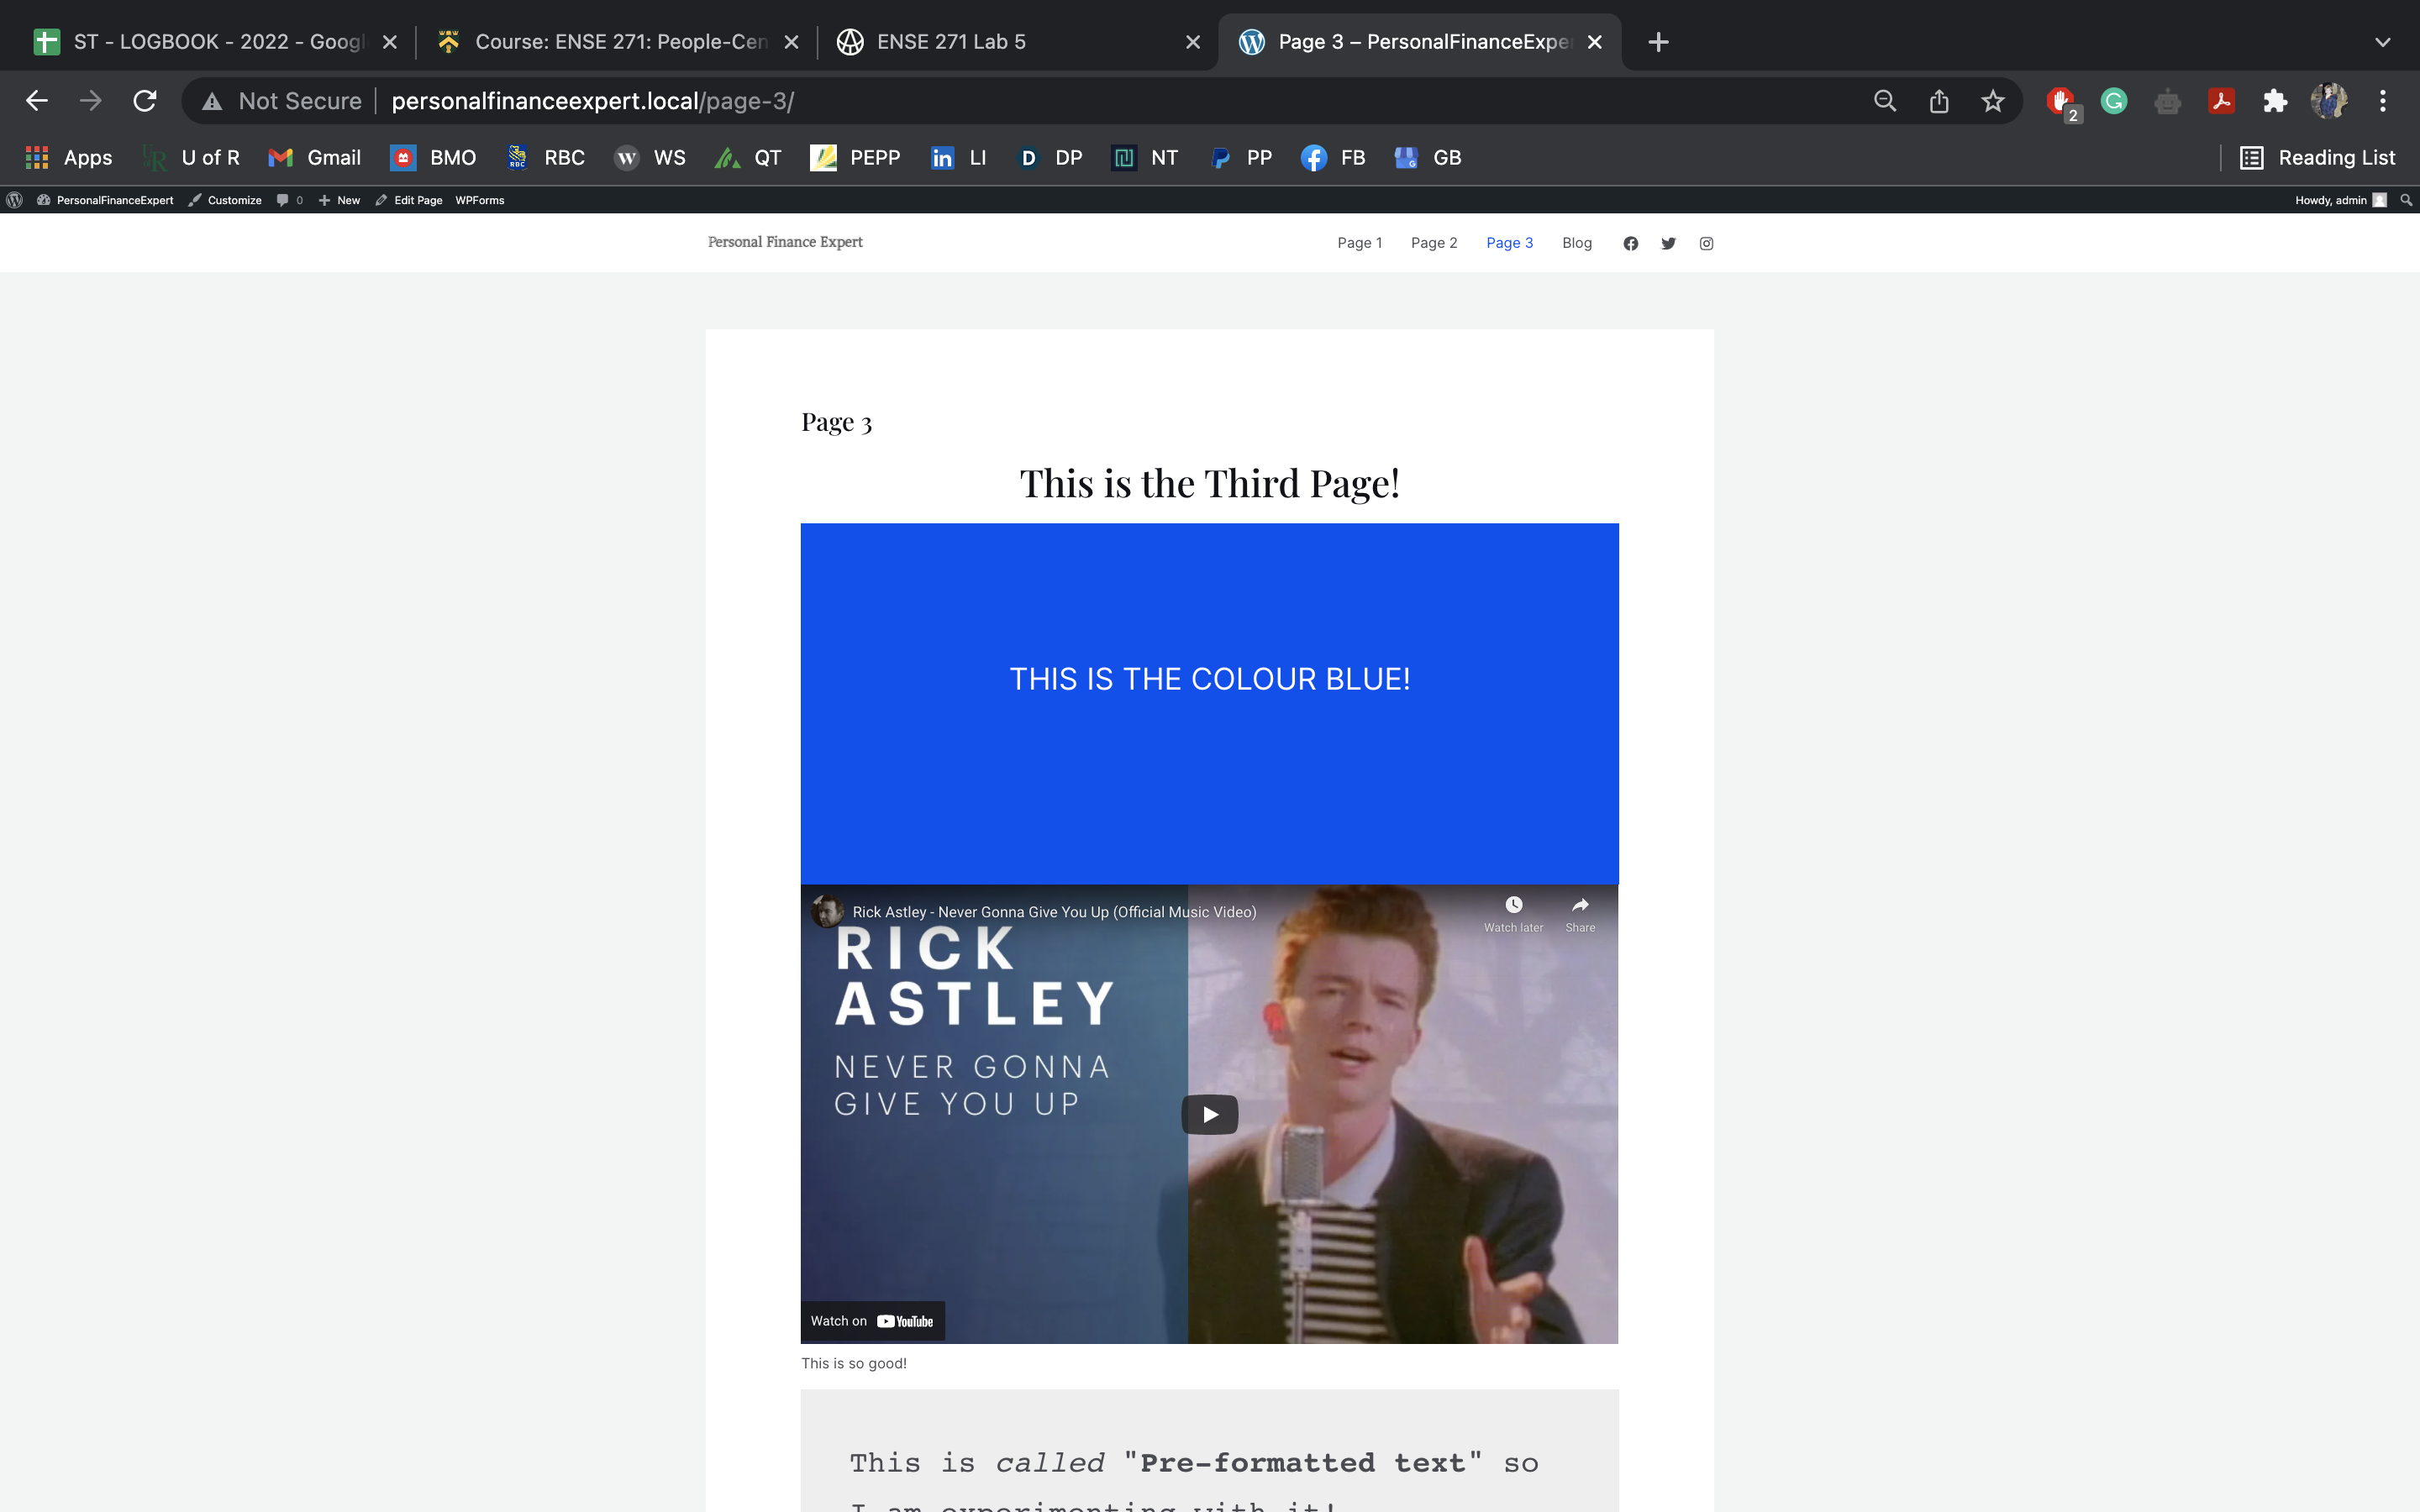 ST - LOGBOOK - 2022 - Googl
Course: ENSE 271: People-Cen
ENSE 271 Lab 5
Page 3 – PersonalFinanceExpe
Not Secure personalfinanceexpert.local/page-3/
2
Apps U of R Gmail BMO RBC WS QT PEPP LI DP NT PP FB GB Reading List
PersonalFinanceExpert Customize 0 New Edit Page WPForms Howdy, admin
Personal Finance Expert Page 1 Page 2 Page 3 Blog
Page 3
This is the Third Page!
THIS IS THE COLOUR BLUE!
Rick Astley - Never Gonna Give You Up (Official Music Video)
Watch later Share
RICK
ASTLEY
NEVER GONNA
GIVE YOU UP
Watch on YouTube
This is so good!
This is called "Pre-formatted text" so
I am experimenting with it!